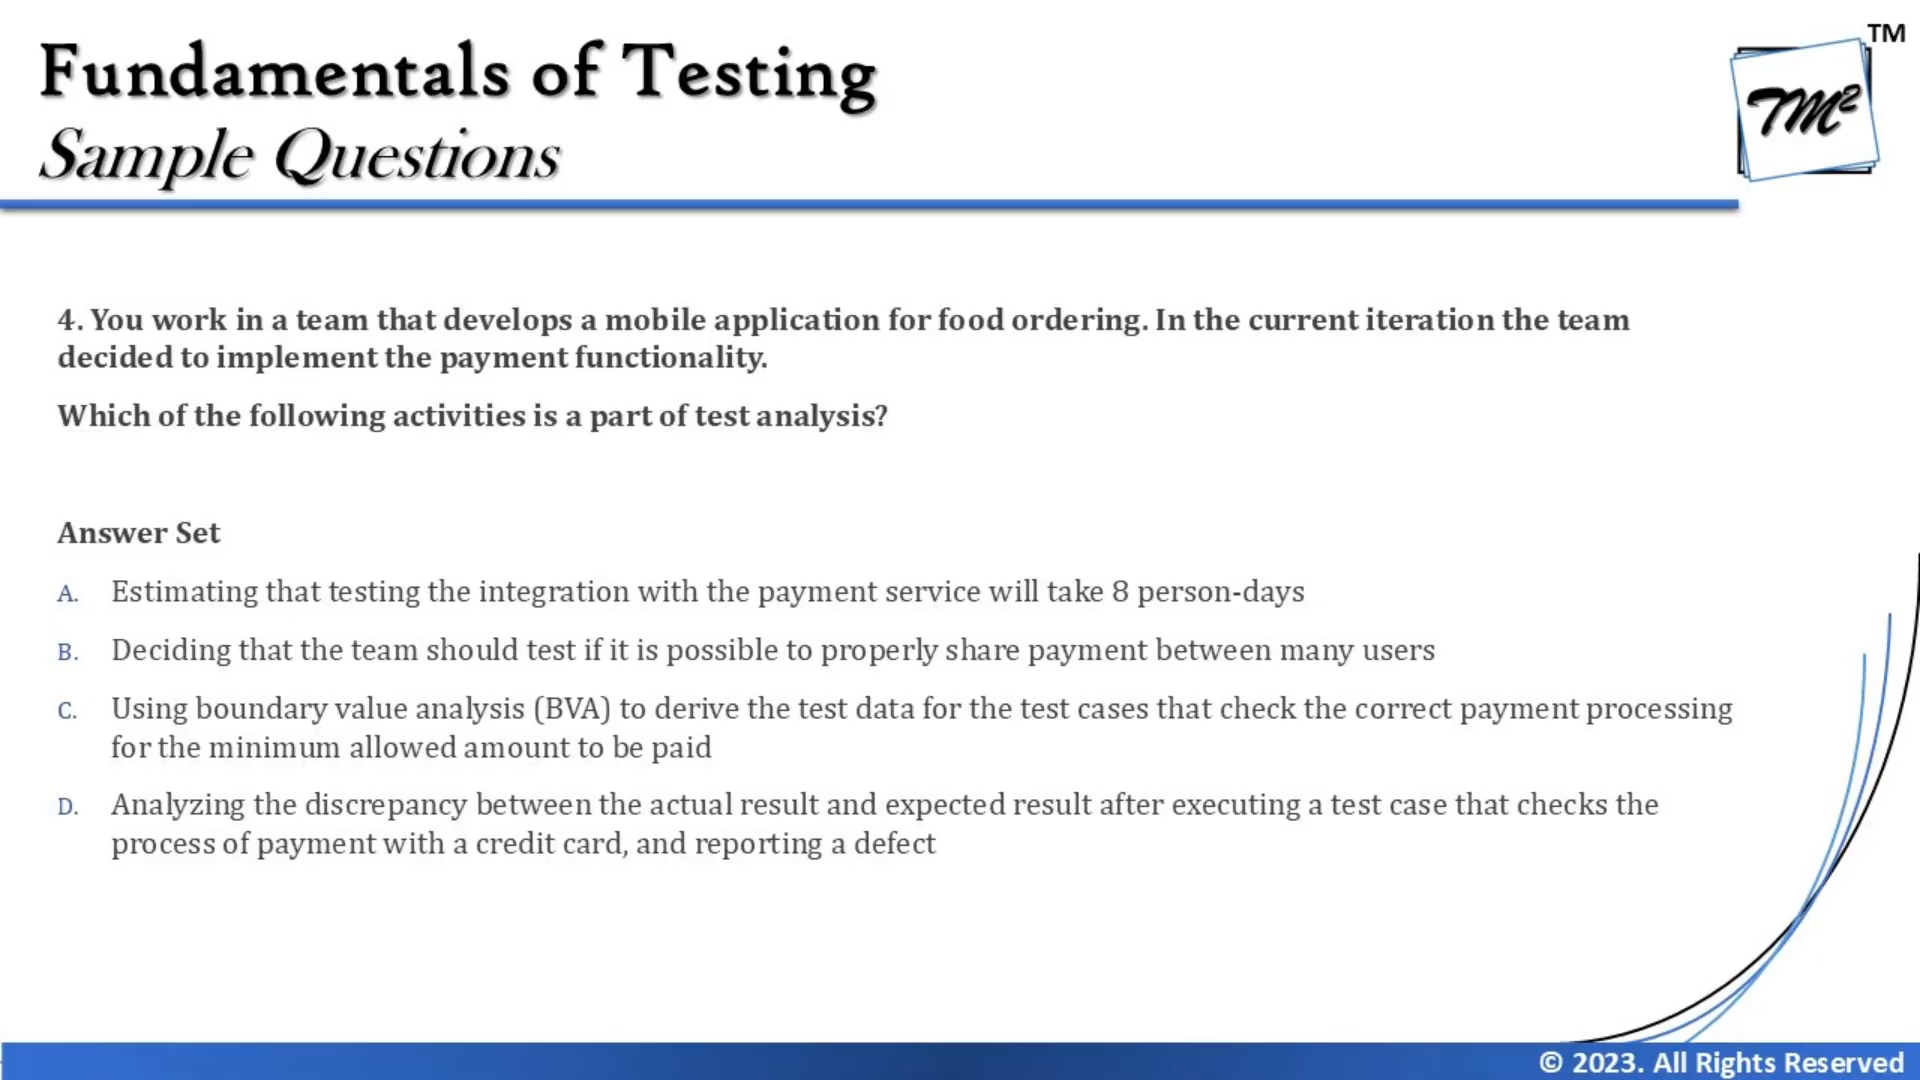 Fundamentals of Testing
Sample Questions
TM
TM²
4. You work in a team that develops a mobile application for food ordering. In the current iteration the team
decided to implement the payment functionality.
Which of the following activities is a part of test analysis?
Answer Set
A. Estimating that testing the integration with the payment service will take 8 person-days
B. Deciding that the team should test if it is possible to properly share payment between many users
C. Using boundary value analysis (BVA) to derive the test data for the test cases that check the correct payment processing
for the minimum allowed amount to be paid
D. Analyzing the discrepancy between the actual result and expected result after executing a test case that checks the
process of payment with a credit card, and reporting a defect
© 2023. All Rights Reserved